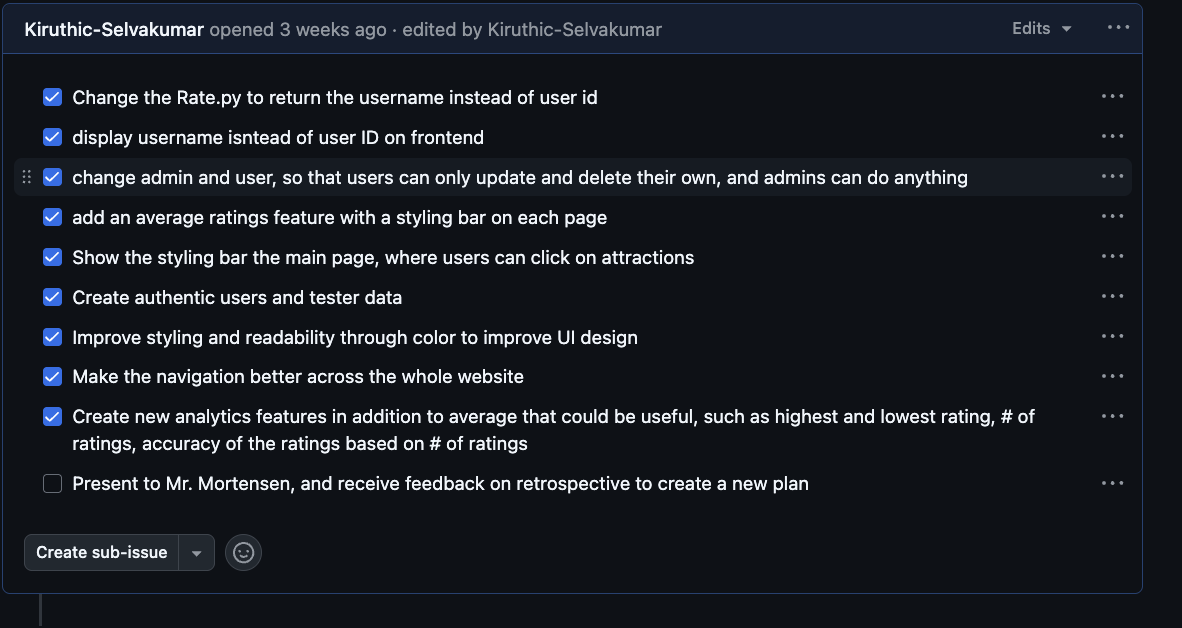 Kiruthic-Selvakumar opened 3 weeks ago · edited by Kiruthic-Selvakumar Edits
Change the Rate.py to return the username instead of user id
display username isntead of user ID on frontend
change admin and user, so that users can only update and delete their own, and admins can do anything
add an average ratings feature with a styling bar on each page
Show the styling bar the main page, where users can click on attractions
Create authentic users and tester data
Improve styling and readability through color to improve UI design
Make the navigation better across the whole website
Create new analytics features in addition to average that could be useful, such as highest and lowest rating, # of
ratings, accuracy of the ratings based on # of ratings
Present to Mr. Mortensen, and receive feedback on retrospective to create a new plan
Create sub-issue